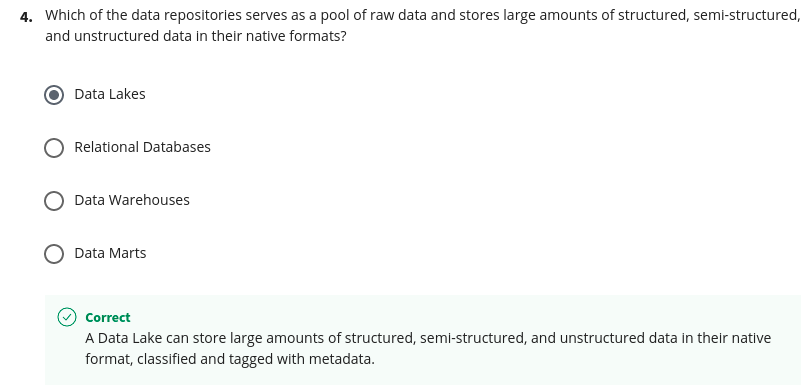 4. Which of the data repositories serves as a pool of raw data and stores large amounts of structured, semi-structured,
and unstructured data in their native formats?
Data Lakes
Relational Databases
Data Warehouses
Data Marts
Correct
A Data Lake can store large amounts of structured, semi-structured, and unstructured data in their native
format, classified and tagged with metadata.